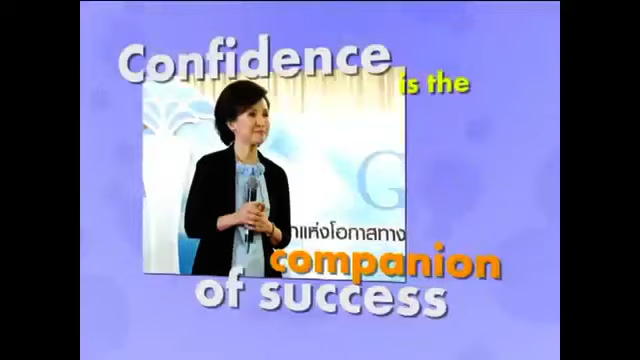 Confidence
is the
G
าแห่งโอกาสทาง
companion
of success